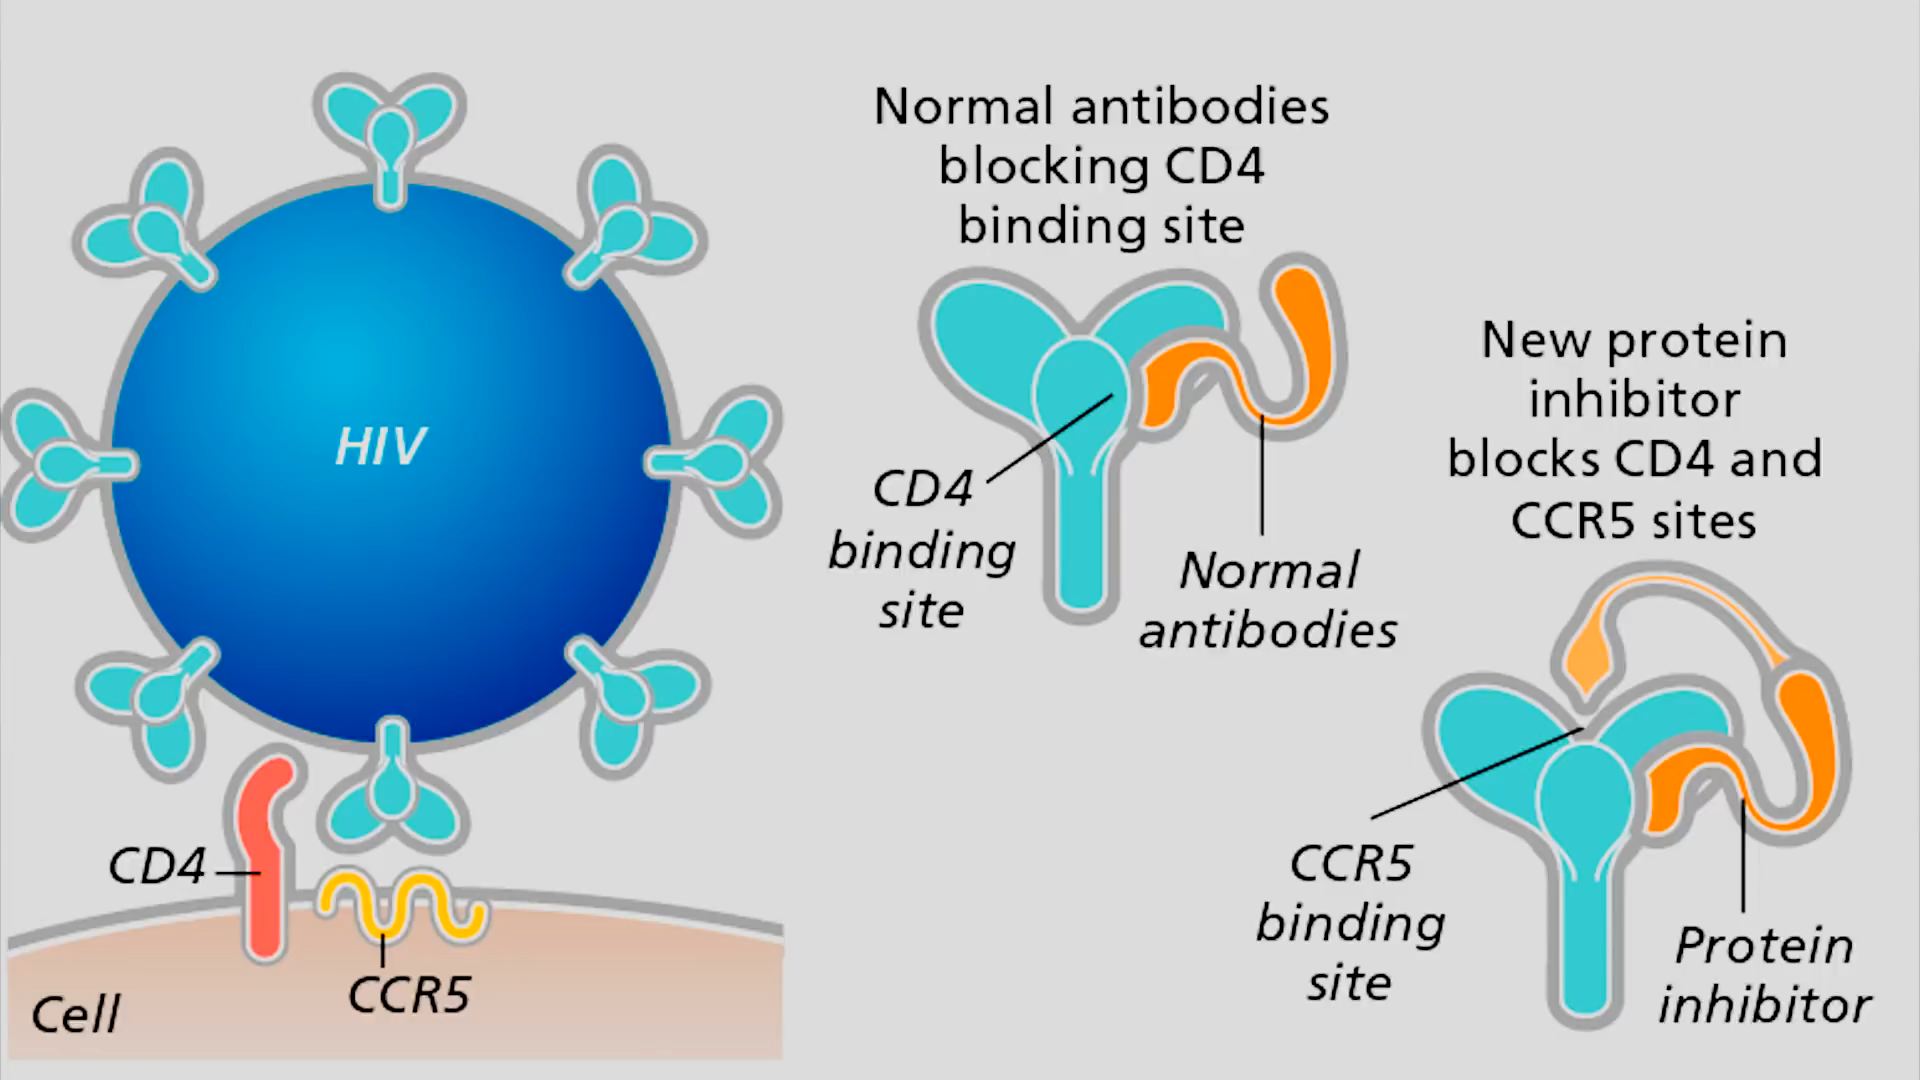 HIV
CD4
CCR5
Cell
Normal antibodies
blocking CD4
binding site
CD4
binding
site
Normal
antibodies
New protein
inhibitor
blocks CD4 and
CCR5 sites
CCR5
binding
site
Protein
inhibitor